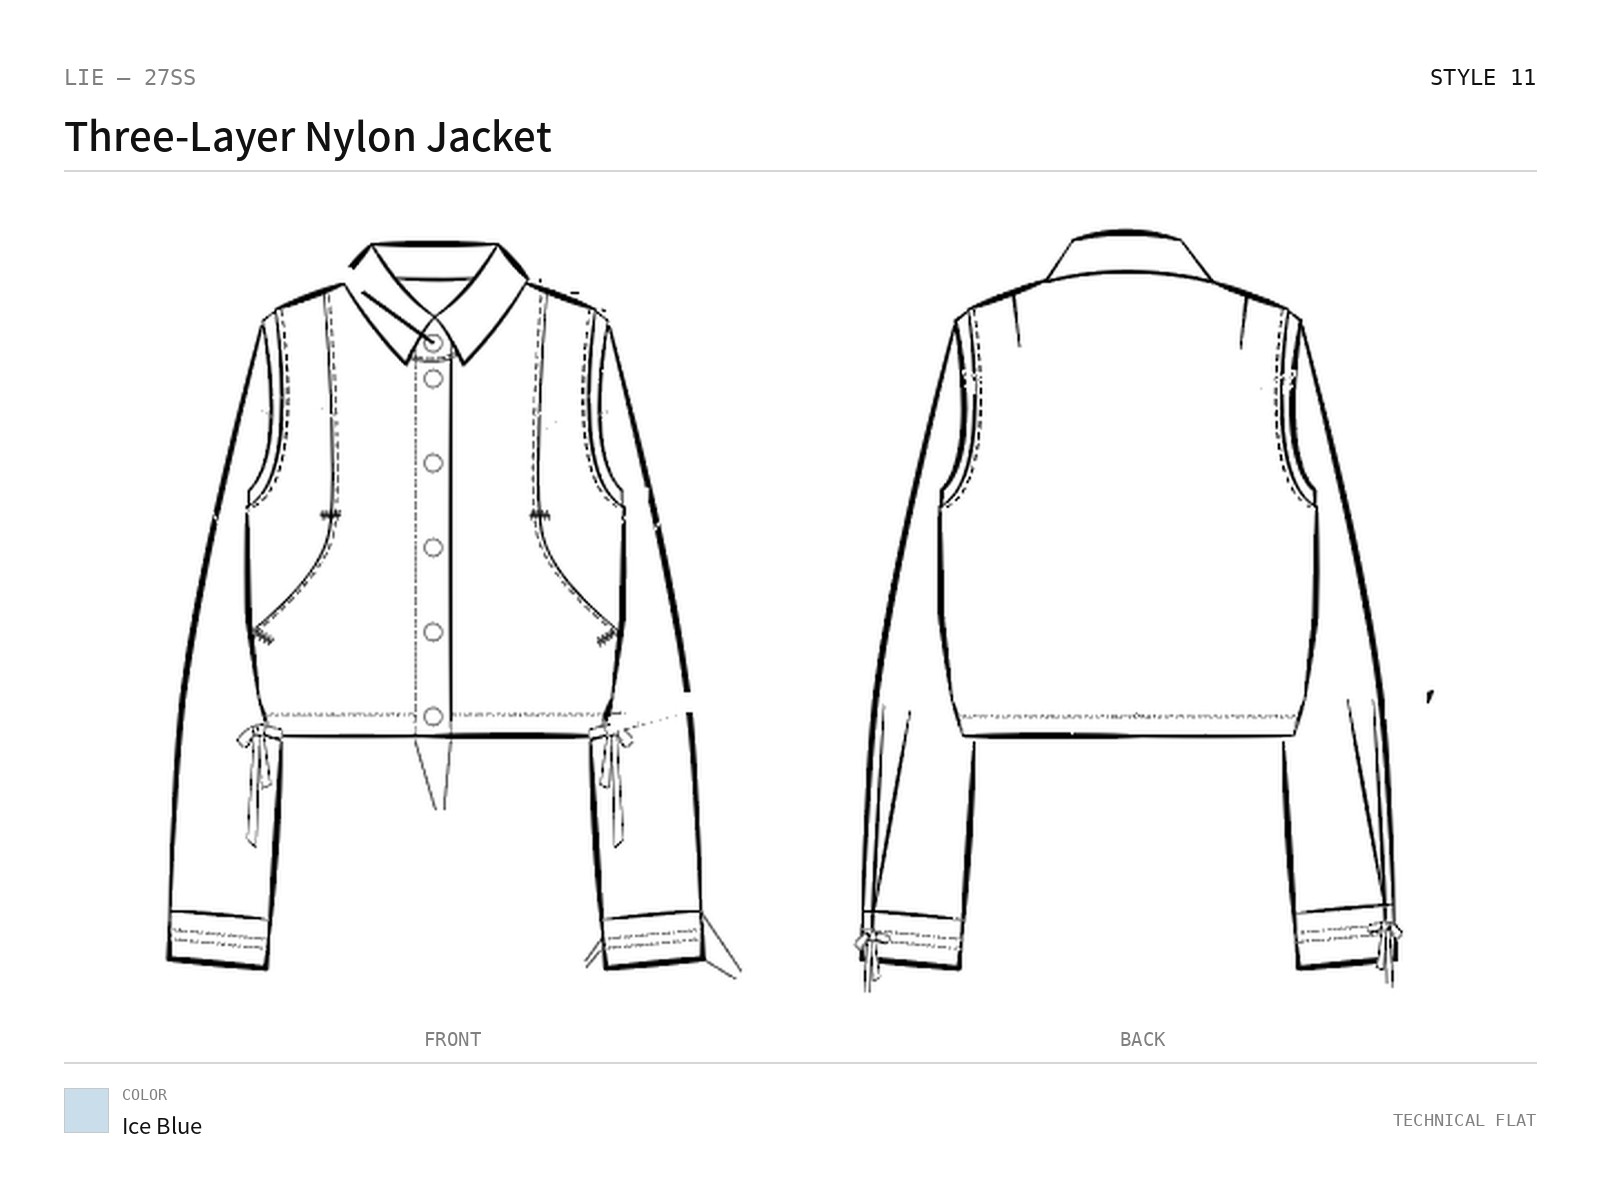 LIE — 27SS
STYLE 11
Three-Layer Nylon Jacket
FRONT
BACK
COLOR
Ice Blue
TECHNICAL FLAT